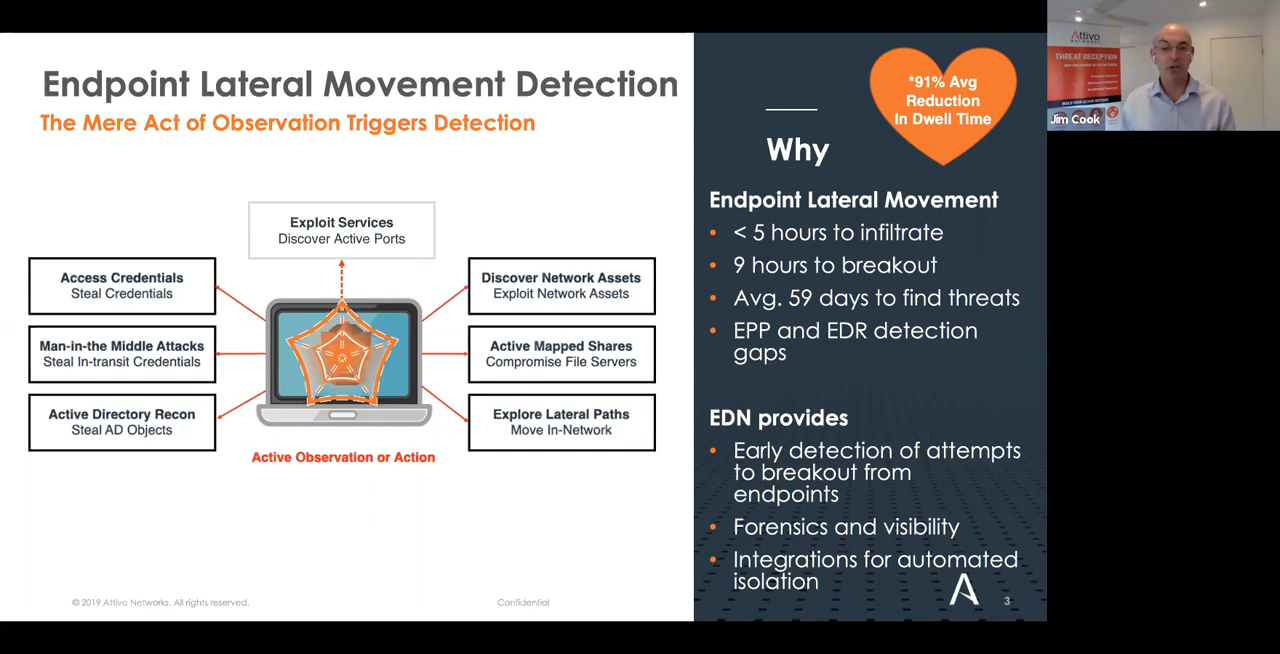 Endpoint Lateral Movement Detection
The Mere Act of Observation Triggers Detection
Exploit Services
Discover Active Ports
Access Credentials
Steal Credentials
Man-in-the Middle Attacks
Steal In-transit Credentials
Active Directory Recon
Steal AD Objects
Discover Network Assets
Exploit Network Assets
Active Mapped Shares
Compromise File Servers
Explore Lateral Paths
Move In-Network
Active Observation or Action
© 2019 Attivo Networks. All rights reserved.
Confidential
*91% Avg
Reduction
In Dwell Time
Why
Endpoint Lateral Movement
• < 5 hours to infiltrate
• 9 hours to breakout
• Avg. 59 days to find threats
• EPP and EDR detection
gaps
EDN provides
• Early detection of attempts
to breakout from
endpoints
• Forensics and visibility
• Integrations for automated
isolation
3
Attivo
NETWORKS
THREAT DECEPTION
Jim Cook